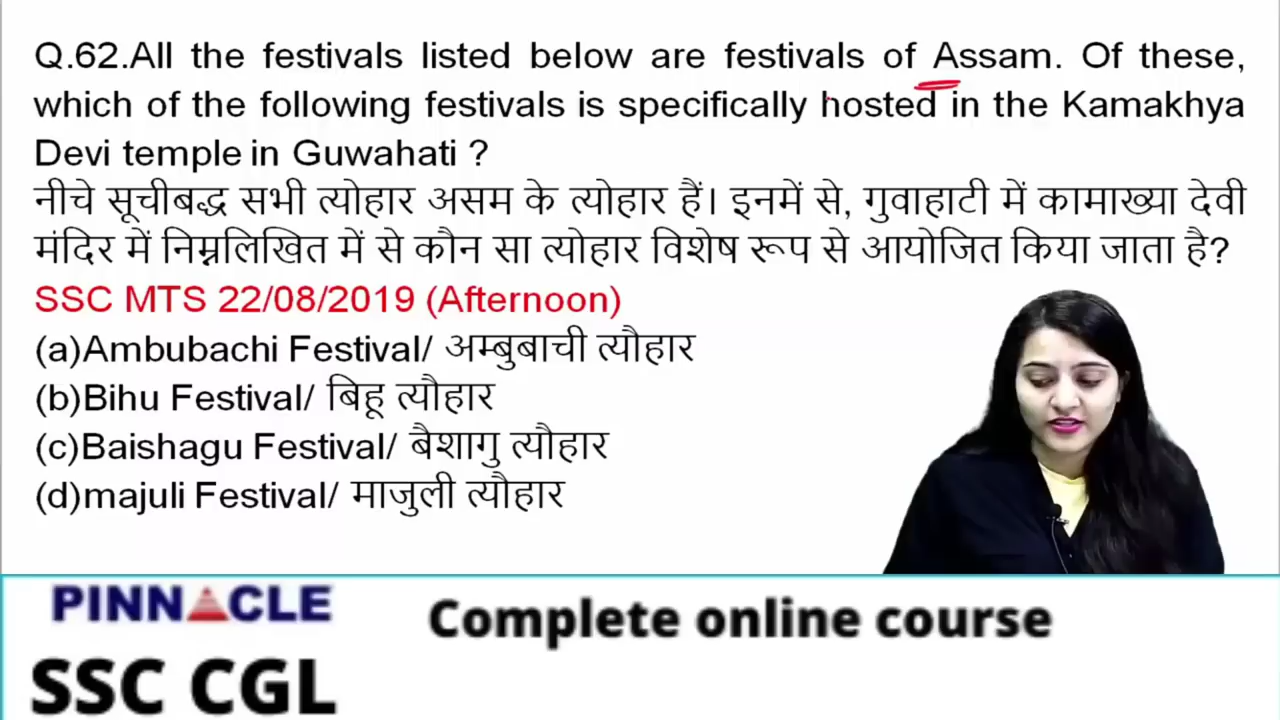 Q.62.All the festivals listed below are festivals of Assam. Of these,
which of the following festivals is specifically hosted in the Kamakhya
Devi temple in Guwahati ?
नीचे सूचीबद्ध सभी त्योहार असम के त्योहार हैं। इनमें से, गुवाहाटी में कामाख्या देवी
मंदिर में निम्नलिखित में से कौन सा त्योहार विशेष रूप से आयोजित किया जाता है?
SSC MTS 22/08/2019 (Afternoon)
(a)Ambubachi Festival/ अम्बुबाची त्यौहार
(b)Bihu Festival/ बिहू त्यौहार
(c)Baishagu Festival/ बैशागु त्यौहार
(d)majuli Festival/ माजुली त्यौहार
PINNACLE
Complete online course
SSC CGL